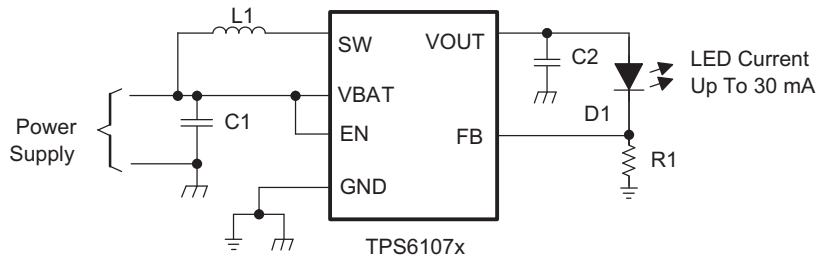 L1
SW
VOUT
C2
LED Current
Up To 30 mA
VBAT
C1
D1
Power
Supply
EN
FB
R1
GND
TPS6107x